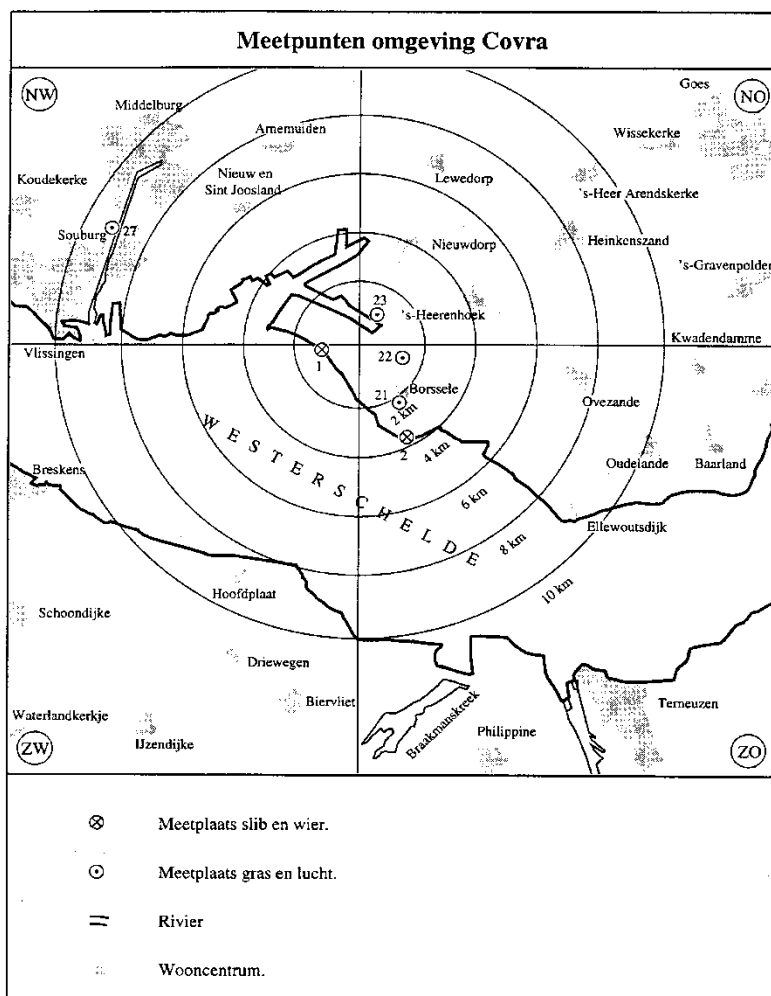 Meetpunten omgeving Covra
NW
NO
Goes
Middelburg
Arnemuiden
Wissekerke
Koudekerke
Nieuw en
Sint Joosland
Lewedorp
's-Heer Arendskerke
Souburg
27
Nieuwdorp
Heinkenszand
's-Gravenpolder
23
's-Heerenhoek
Vlissingen
1
22
Kwadendamme
21
Borssele
2 km
Ovezande
2
4 km
WESTERSCHELDE
Breskens
6 km
Oudelande
Baarland
8 km
Ellewoutsdijk
10 km
Hoofdplaat
Schoondijke
Driewegen
Biervliet
Terneuzen
Waterlandkerkje
IJzendijke
Braakmanskreek
Philippine
ZW
ZO
Meetplaats slib en wier.
Meetplaats gras en lucht.
Rivier
Wooncentrum.